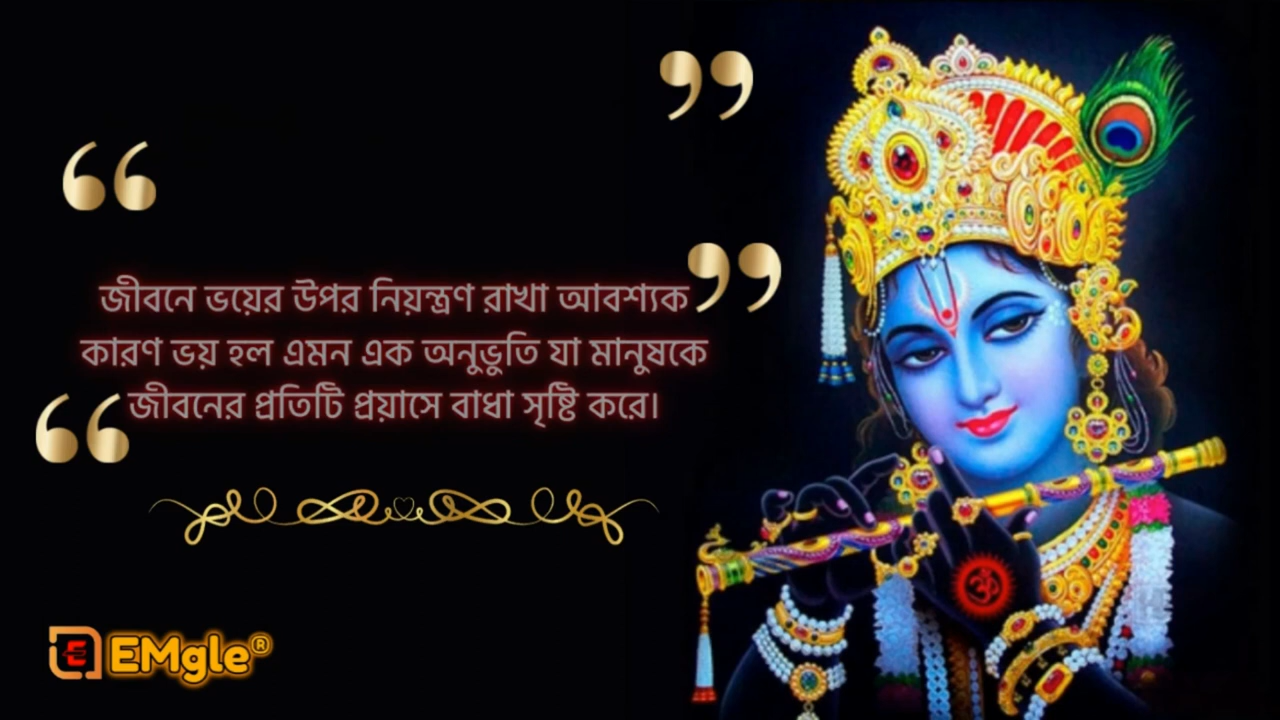 জীবনে ভয়ের উপর নিয়ন্ত্রণ রাখা আবশ্যক
কারণ ভয় হল এমন এক অনুভুতি যা মানুষকে
জীবনের প্রতিটি প্রয়াসে বাধা সৃষ্টি করে।
ॐ
EMgle®